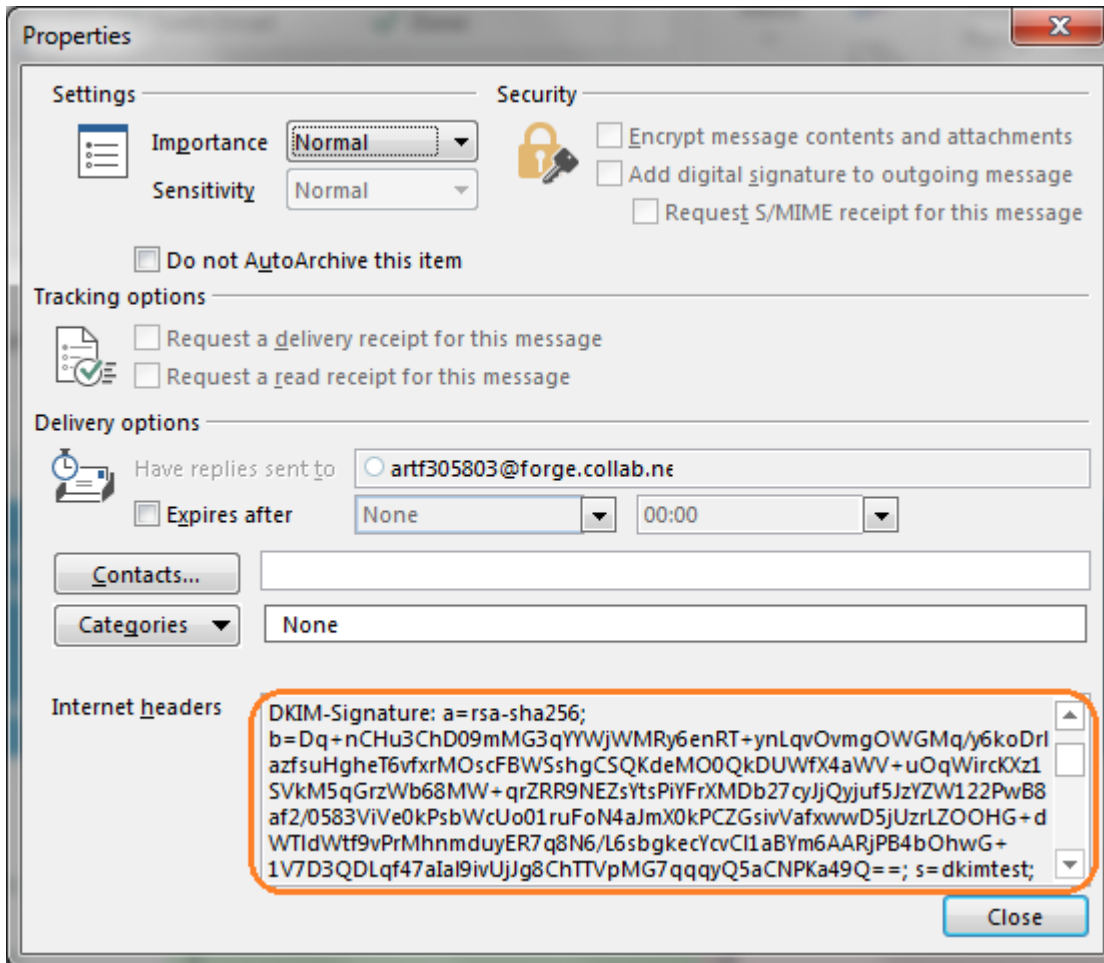 Properties
Settings
Security
Importance
Normal
Encrypt message contents and attachments
Sensitivity
Normal
Add digital signature to outgoing message
Request S/MIME receipt for this message
Do not AutoArchive this item
Tracking options
Request a delivery receipt for this message
Request a read receipt for this message
Delivery options
Have replies sent to
artf305803@forge.collab.ne
Expires after
None
00:00
Contacts...
Categories
None
Internet headers
DKIM-Signature: a=rsa-sha256;
b=Dq+nCHu3ChD09mMG3qYYWjWMRy6enRT+ynLqvOvmgOWGMq/y6koDrl
azfsuHgheT6vfxrMOscFBWSshgCSQKdeMO0QkDUWfX4aWV+uOqWircKXz1
SVkM5qGrzWb68MW+qrZRR9NEZsYtsPiYFrXMDb27cyJjQyjuf5JzYZW122PwB8
af2/0583ViVe0kPsbWcUo01ruFoN4aJmX0kPCZGsivVafxwwD5jUzrLZOOHG+d
WTIdWtf9vPrMhnmduyER7q8N6/L6sbgkecYcvCl1aBYm6AARjPB4bOhwG+
1V7D3QDLqf47aIal9ivUjJg8ChTTVpMG7qqqyQ5aCNPKa49Q==; s=dkimtest;
Close